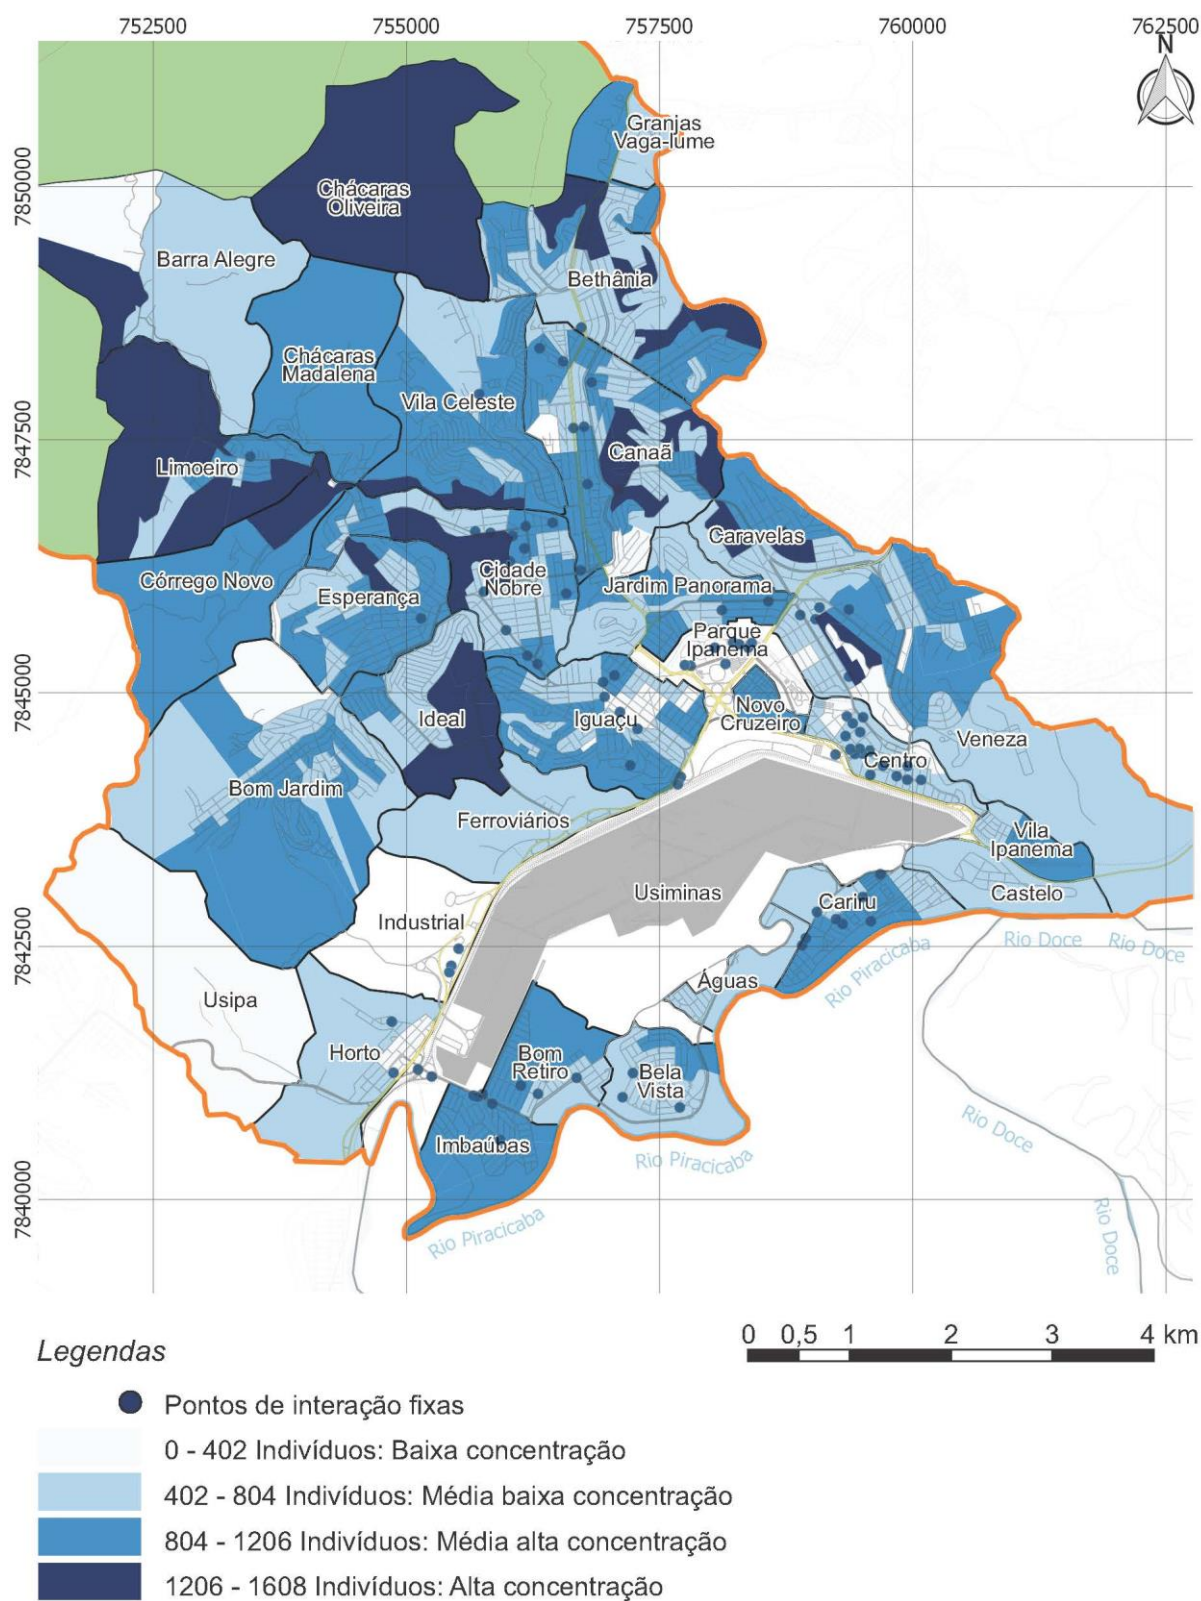 752500
755000
757500
760000
762500
N
Granjas
Vaga-lume
7850000
Chácaras
Oliveira
Barra Alegre
Bethânia
Chácaras
Madalena
Vila Celeste
7847500
Limoeiro
Canaã
Caravelas
Córrego Novo
Esperança
Cidade
Nobre
Jardim Panorama
Parque
Ipanema
7845000
Ideal
Iguaçu
Novo
Cruzeiro
Veneza
Centro
Bom Jardim
Ferroviários
Vila
Ipanema
Usiminas
Castelo
Cariru
Industrial
7842500
Rio Doce
Rio Doce
Rio Piracicaba
Águas
Usipa
Horto
Bom
Retiro
Bela
Vista
Rio Doce
Imbaúbas
Rio Piracicaba
7840000
Rio Piracicaba
Rio Doce
0 0,5 1 2 3 4 km
Legendas
Pontos de interação fixas
0 - 402 Indivíduos: Baixa concentração
402 - 804 Indivíduos: Média baixa concentração
804 - 1206 Indivíduos: Média alta concentração
1206 - 1608 Indivíduos: Alta concentração